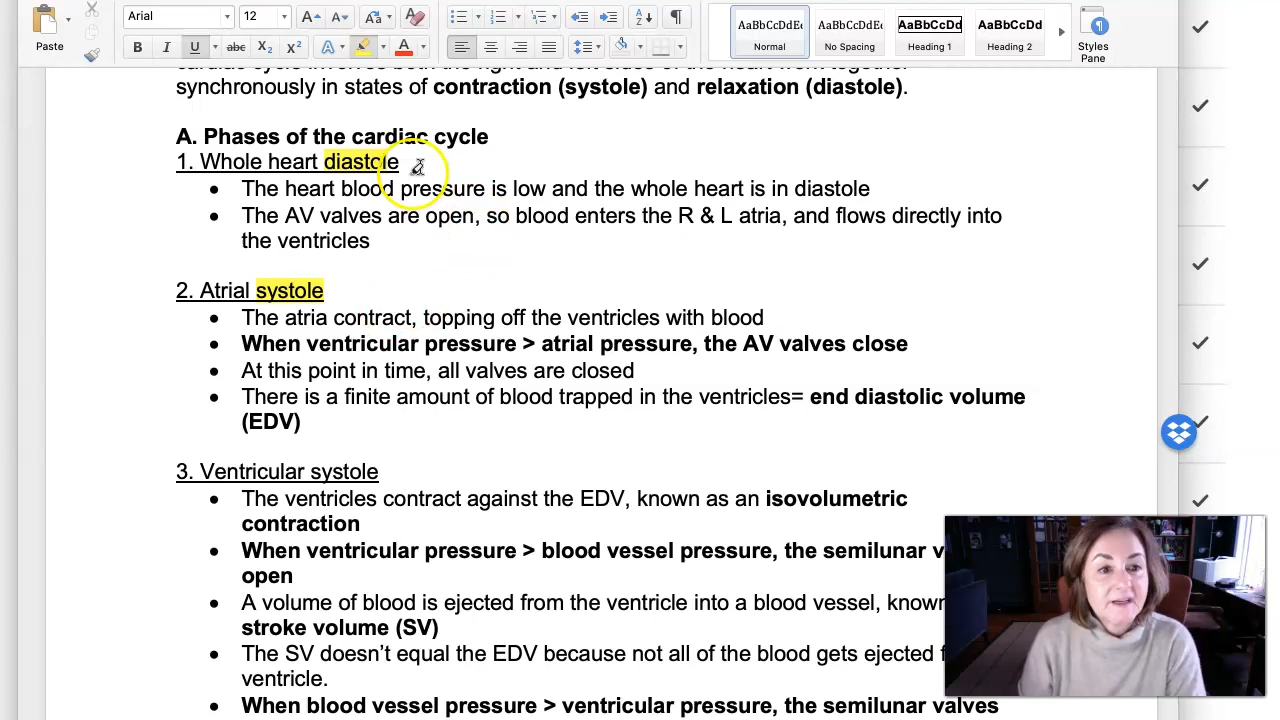 Arial
12
Paste
B I U abc X2 X2 A A
AaBbCcDdEe
AaBbCcDdEe
AaBbCcDd
AaBbCcDd
Normal
No Spacing
Heading 1
Heading 2
Styles
Pane
synchronously in states of contraction (systole) and relaxation (diastole).
A. Phases of the cardiac cycle
1. Whole heart diastole
• The heart blood pressure is low and the whole heart is in diastole
• The AV valves are open, so blood enters the R & L atria, and flows directly into
the ventricles
2. Atrial systole
• The atria contract, topping off the ventricles with blood
• When ventricular pressure > atrial pressure, the AV valves close
• At this point in time, all valves are closed
• There is a finite amount of blood trapped in the ventricles= end diastolic volume
(EDV)
3. Ventricular systole
• The ventricles contract against the EDV, known as an isovolumetric
contraction
• When ventricular pressure > blood vessel pressure, the semilunar
open
• A volume of blood is ejected from the ventricle into a blood vessel,
stroke volume (SV)
• The SV doesn't equal the EDV because not all of the blood gets ejected
ventricle.
• When blood vessel pressure > ventricular pressure, the semilunar valves